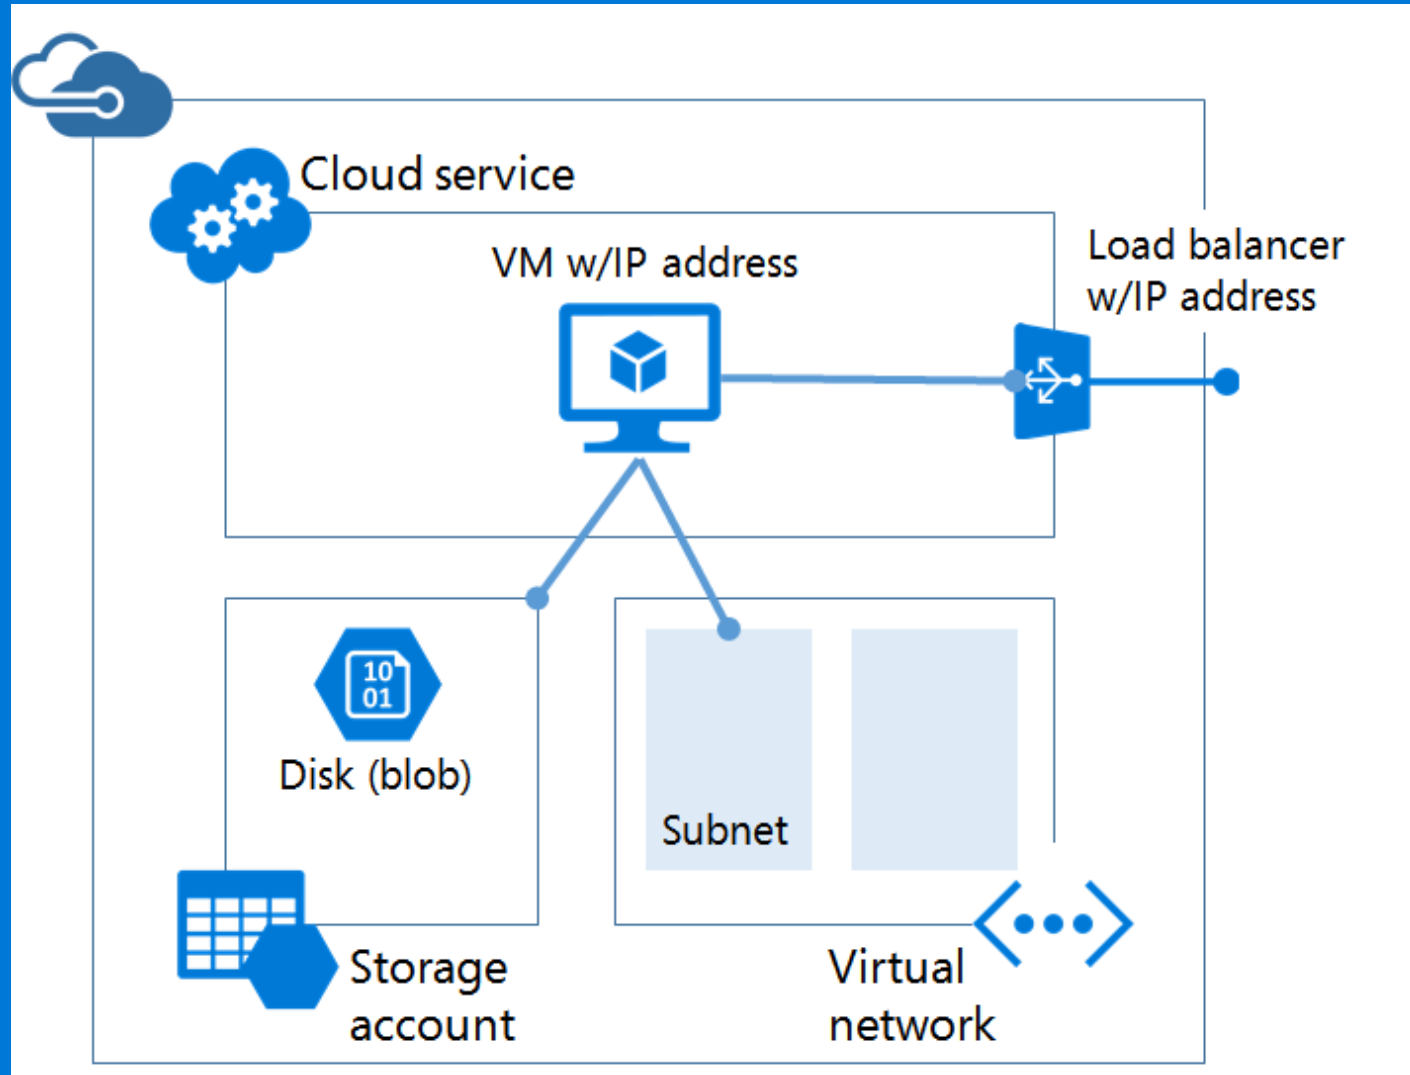 Cloud service
VM w/IP address
Load balancer
w/IP address
10
01
Disk (blob)
Subnet
Storage
account
Virtual
network